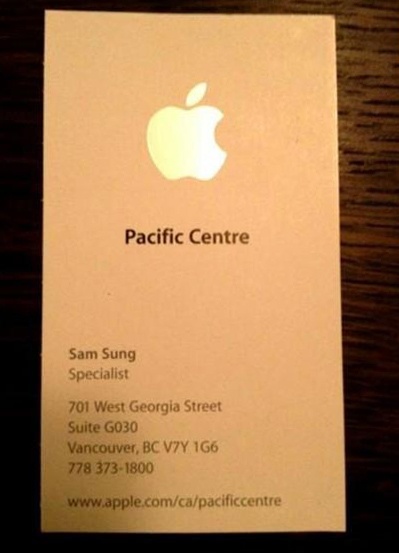 Pacific Centre
Sam Sung
Specialist
701 West Georgia Street
Suite G030
Vancouver, BC V7Y 1G6
778 373-1800
www.apple.com/ca/pacificcentre